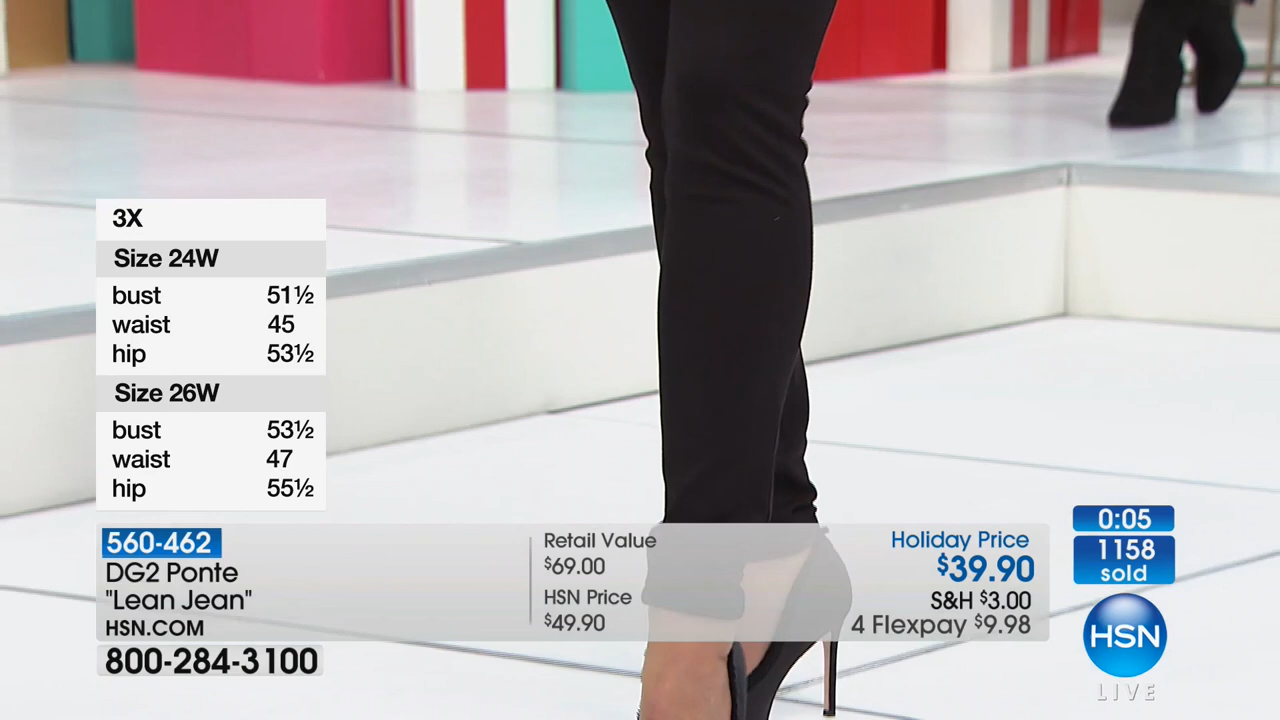 3X
Size 24W
bust 51½
waist 45
hip 53½
Size 26W
bust 53½
waist 47
hip 55½
560-462
DG2 Ponte
"Lean Jean"
HSN.COM
800-284-3100
Retail Value
$69.00
HSN Price
$49.90
Holiday Price
$39.90
S&H $3.00
4 Flexpay $9.98
0:05
1158
sold
HSN
LIVE